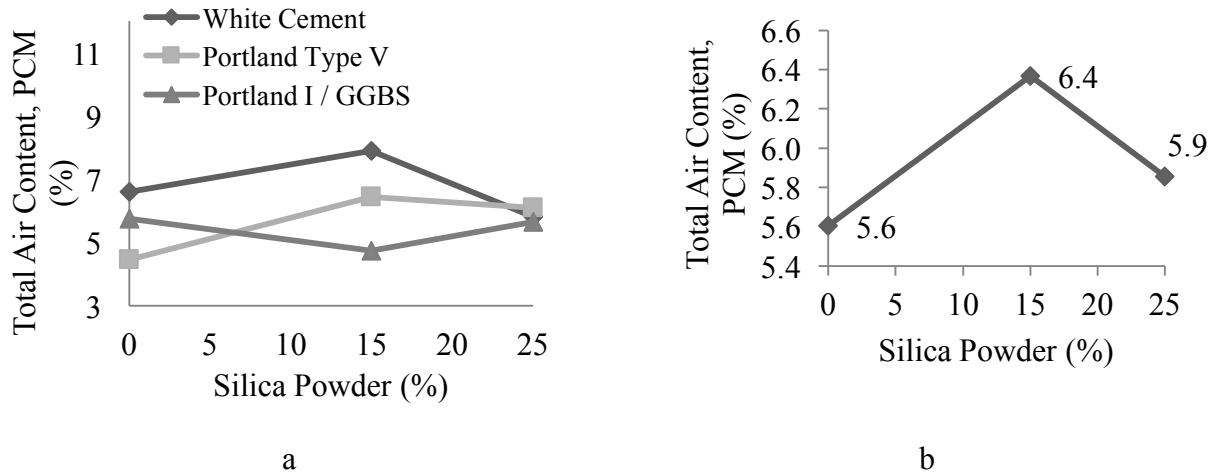 White Cement
Portland Type V
Portland I / GGBS
Total Air Content, PCM
(%)
11
9
7
5
3
0 5 10 15 20 25
Silica Powder (%)
a
Total Air Content,
PCM (%)
6.6
6.4
6.2
6.0
5.8
5.6
5.4
5.6
6.4
5.9
0 5 10 15 20 25
Silica Powder (%)
b